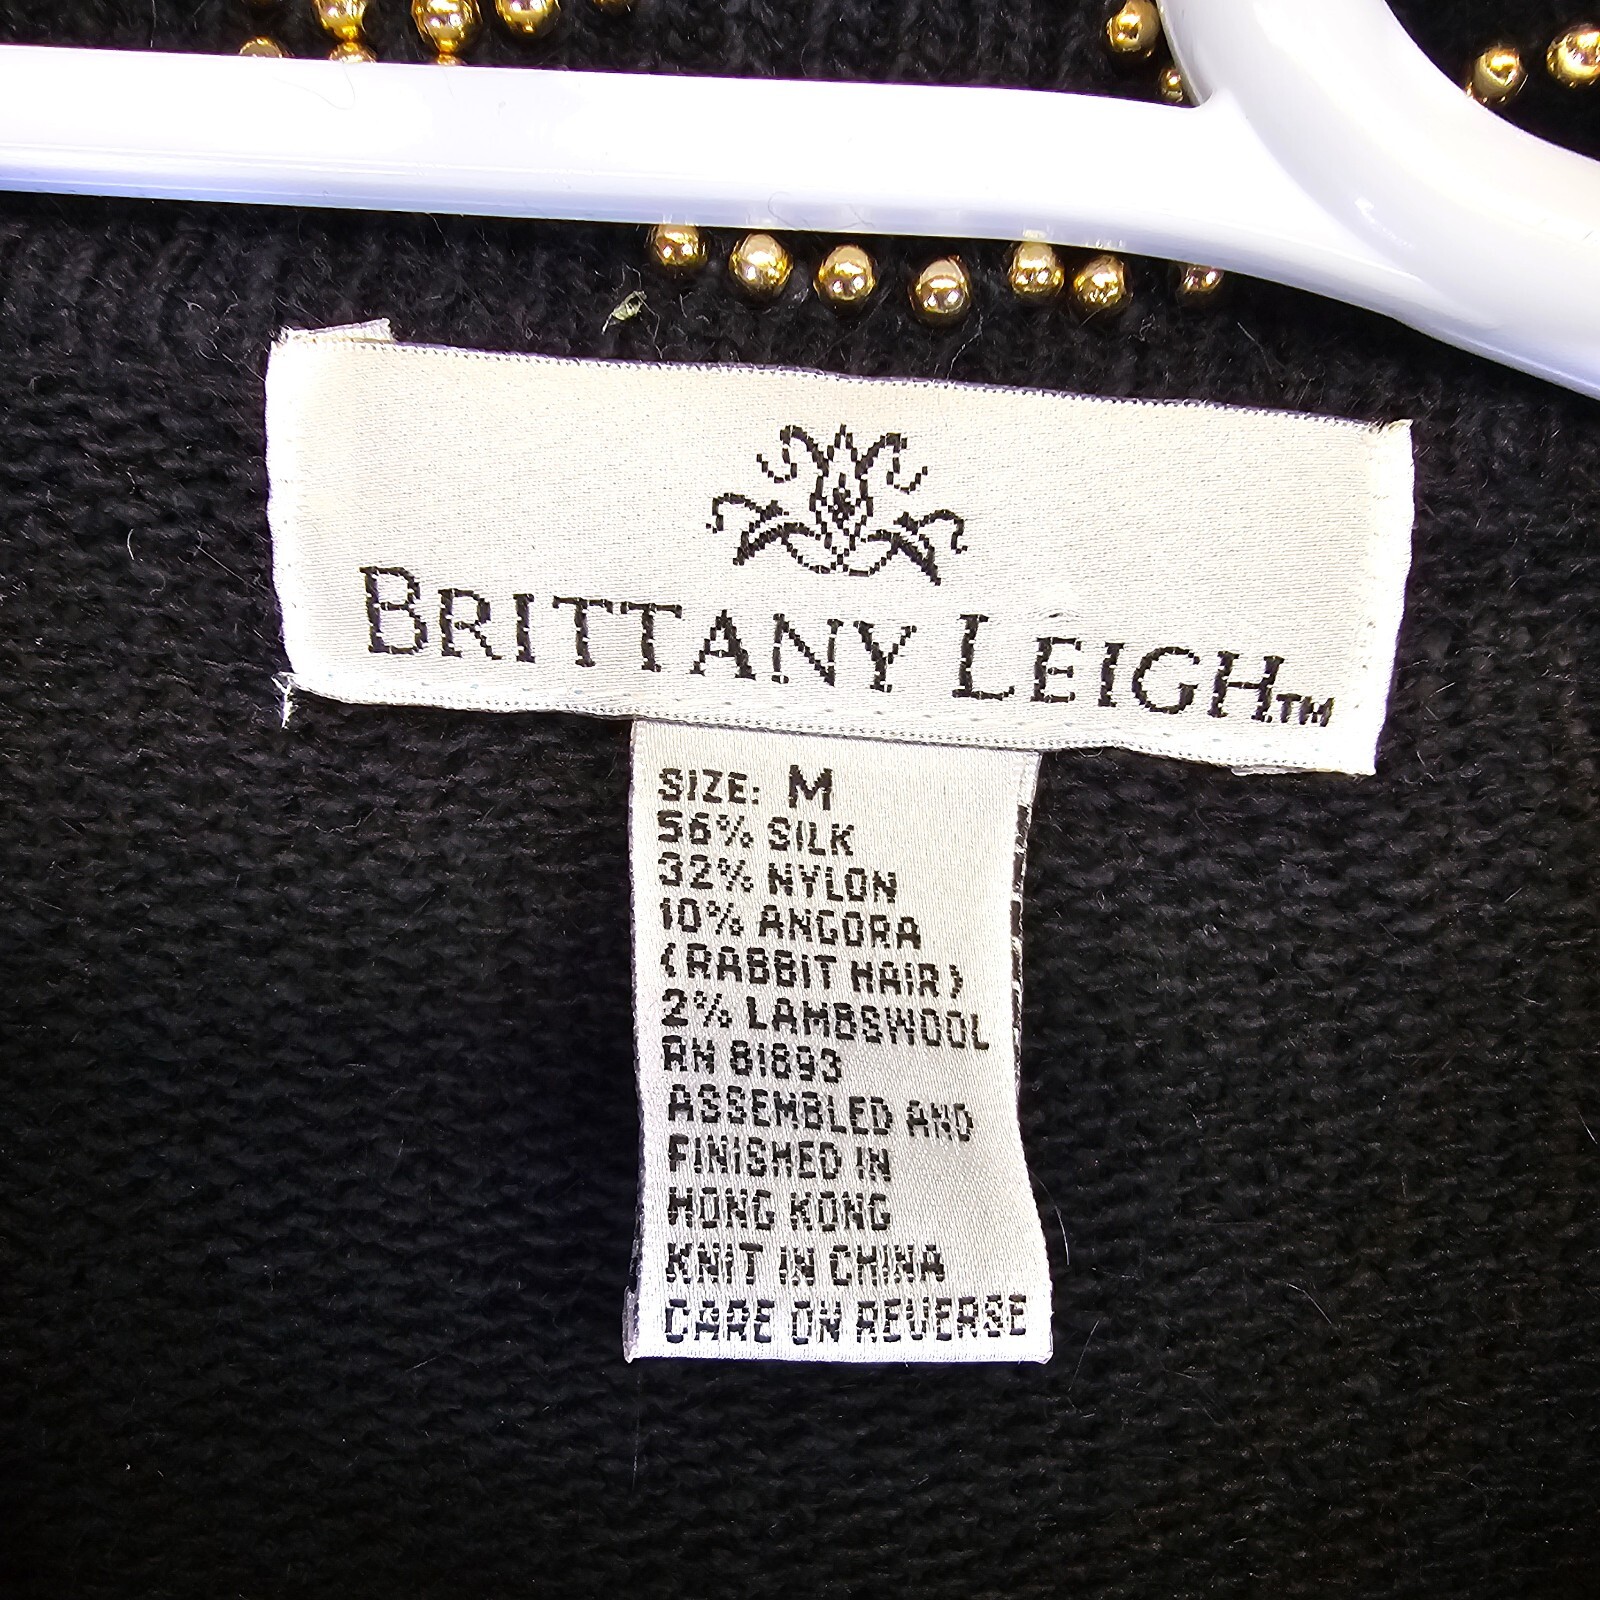 BRITTANY LEIGH™
SIZE: M
56% SILK
32% NYLON
10% ANGORA
(RABBIT HAIR)
2% LAMBSWOOL
RN 81893
ASSEMBLED AND
FINISHED IN
HONG KONG
KNIT IN CHINA
CARE ON REVERSE